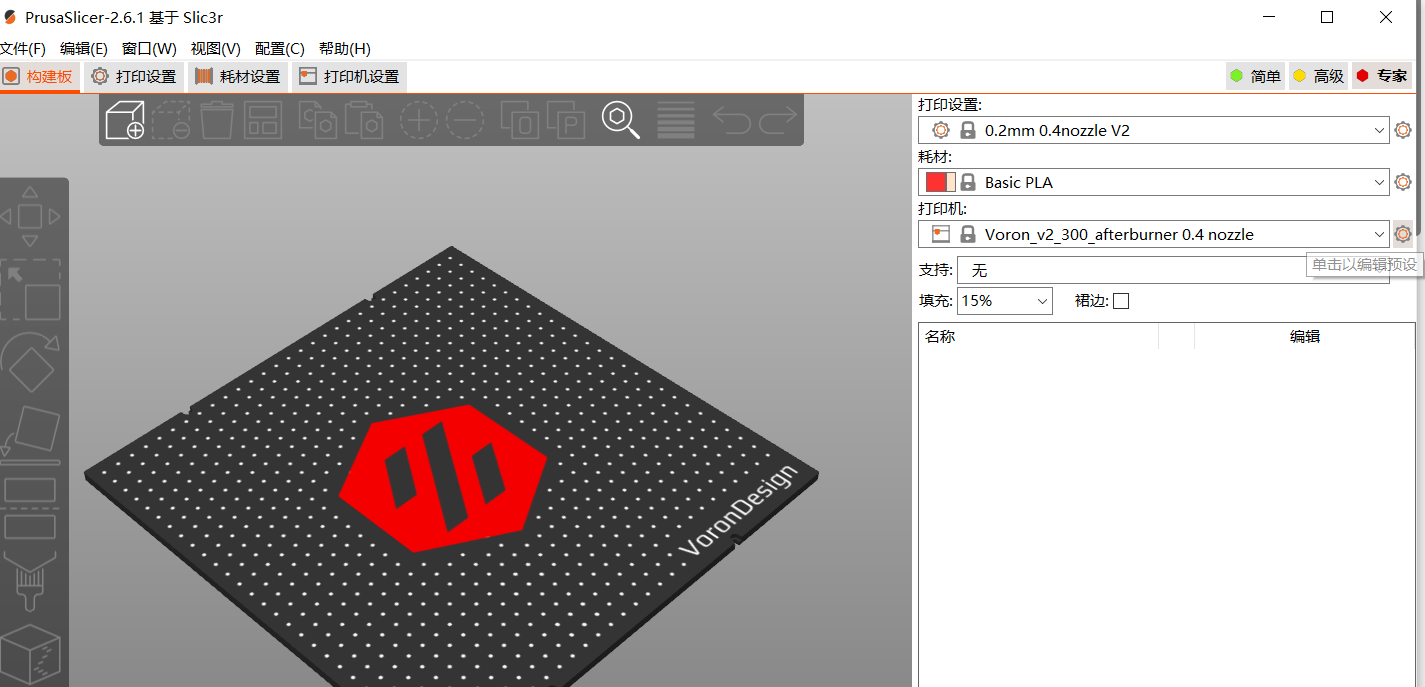 PrusaSlicer-2.6.1 基于 Slic3r
文件(F) 编辑(E) 窗口(W) 视图(V) 配置(C) 帮助(H)
构建板 打印设置 耗材设置 打印机设置 简单 高级 专家
打印设置:
0.2mm 0.4nozzle V2
耗材:
Basic PLA
打印机:
Voron_v2_300_afterburner 0.4 nozzle
单击以编辑预设
支持: 无
填充: 15% 裙边:
名称 编辑
VoronDesign